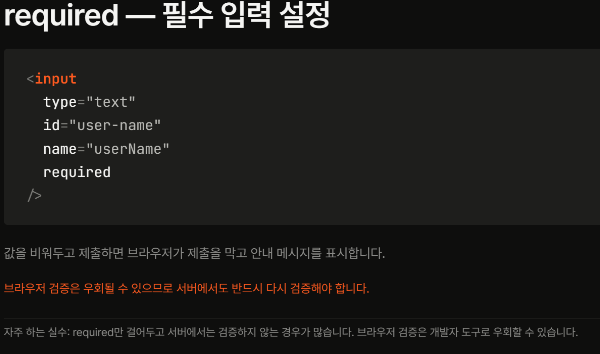 required — 필수 입력 설정
<input
type="text"
id="user-name"
name="userName"
required
/>
값을 비워두고 제출하면 브라우저가 제출을 막고 안내 메시지를 표시합니다.
브라우저 검증은 우회될 수 있으므로 서버에서도 반드시 다시 검증해야 합니다.
자주 하는 실수: required만 걸어두고 서버에서는 검증하지 않는 경우가 많습니다. 브라우저 검증은 개발자 도구로 우회할 수 있습니다.